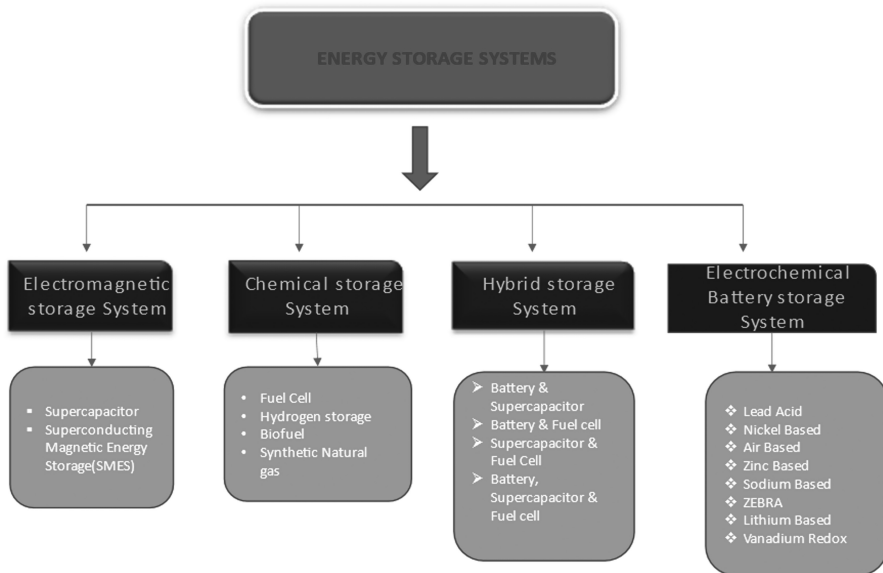 ENERGY STORAGE SYSTEMS
Electromagnetic
storage System
Chemical storage
System
Hybrid storage
System
Electrochemical
Battery storage
System
▪ Supercapacitor
▪ Superconducting
Magnetic Energy
Storage(SMES)
• Fuel Cell
• Hydrogen storage
• Biofuel
• Synthetic Natural
gas
➢ Battery &
Supercapacitor
➢ Battery & Fuel cell
➢ Supercapacitor &
Fuel Cell
➢ Battery,
Supercapacitor &
Fuel cell
❖ Lead Acid
❖ Nickel Based
❖ Air Based
❖ Zinc Based
❖ Sodium Based
❖ ZEBRA
❖ Lithium Based
❖ Vanadium Redox